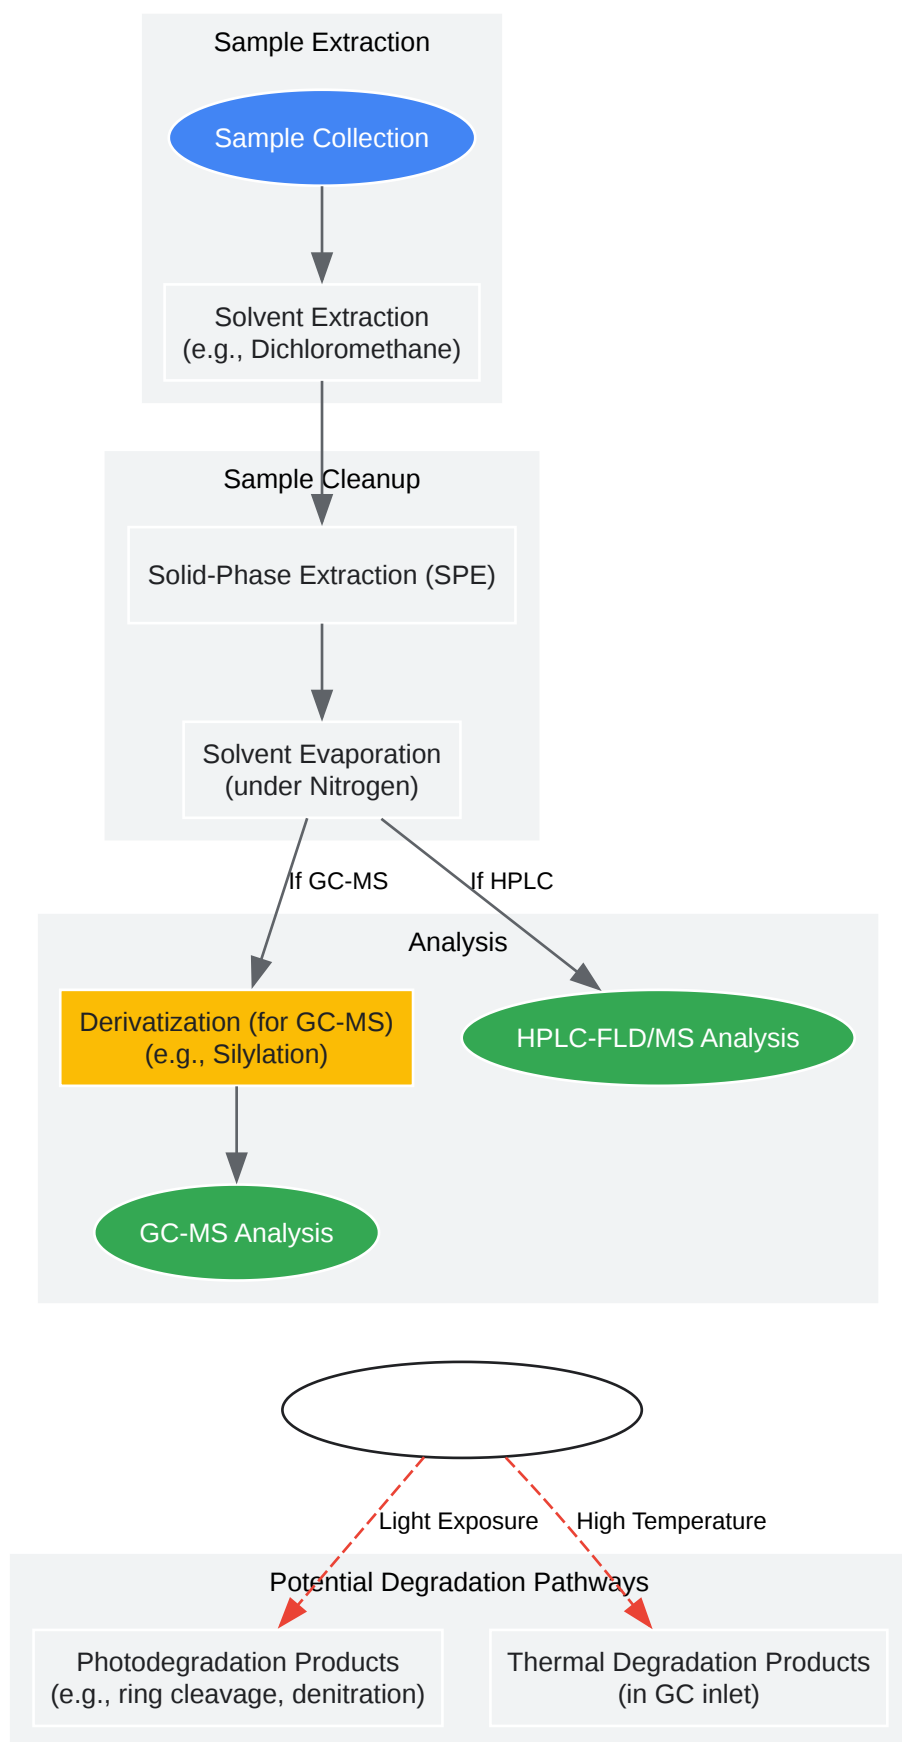 Sample Extraction
Sample Collection
Solvent Extraction
(e.g., Dichloromethane)
Sample Cleanup
Solid-Phase Extraction (SPE)
Solvent Evaporation
(under Nitrogen)
If GC-MS
If HPLC
Analysis
Derivatization (for GC-MS)
(e.g., Silylation)
HPLC-FLD/MS Analysis
GC-MS Analysis
Light Exposure
High Temperature
Potential Degradation Pathways
Photodegradation Products
(e.g., ring cleavage, denitration)
Thermal Degradation Products
(in GC inlet)